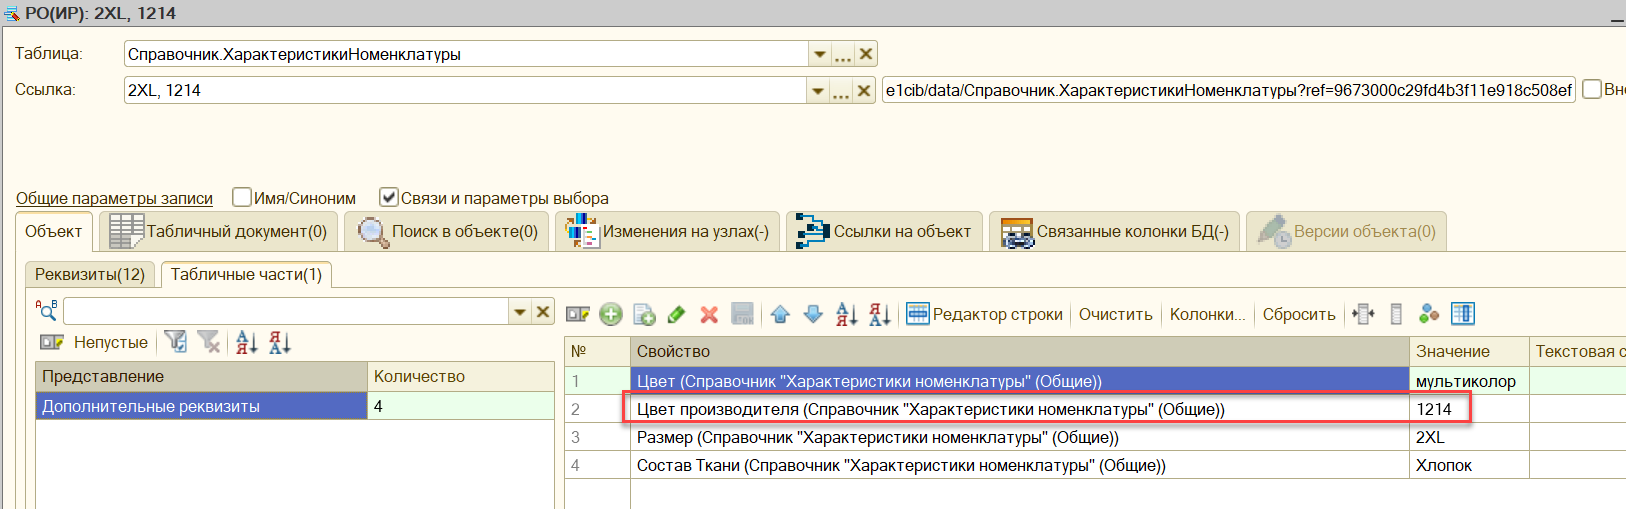 РО(ИР): 2XL, 1214
Таблица: Справочник.ХарактеристикиНоменклатуры
Ссылка: 2XL, 1214 e1cib/data/Справочник.ХарактеристикиНоменклатуры?ref=9673000c29fd4b3f11e918c508ef Вн
Общие параметры записи Имя/Синоним Связи и параметры выбора
Объект Табличный документ(0) Поиск в объекте(0) Изменения на узлах(-) Ссылки на объект Связанные колонки БД(-) Версии объекта(0)
Реквизиты(12) Табличные части(1)
Редактор строки Очистить Колонки... Сбросить
Непустые
Представление Количество
Дополнительные реквизиты 4
№ Свойство Значение Текстовая с
1 Цвет (Справочник "Характеристики номенклатуры" (Общие)) мультиколор
2 Цвет производителя (Справочник "Характеристики номенклатуры" (Общие)) 1214
3 Размер (Справочник "Характеристики номенклатуры" (Общие)) 2XL
4 Состав Ткани (Справочник "Характеристики номенклатуры" (Общие)) Хлопок